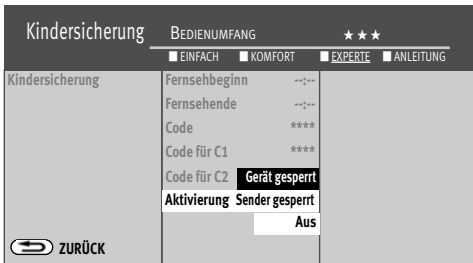 Kindersicherung BEDIENUMFANG ★★★
EINFACH KOMFORT EXPERTE ANLEITUNG
Kindersicherung Fernsehbeginn --:--
Fernsehende --:--
Code ****
Code für C1 ****
Code für C2 Gerät gesperrt
Aktivierung Sender gesperrt
Aus
ZURÜCK